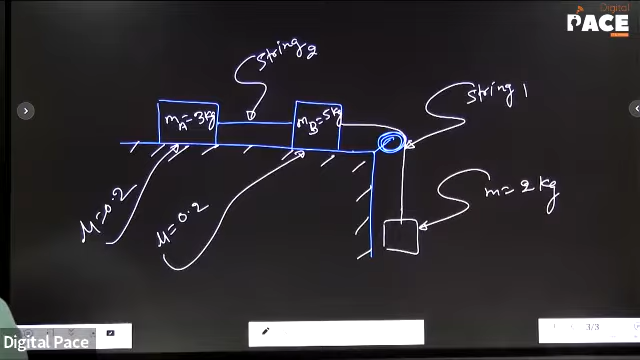 Digital
PACE
String 2
String 1
mA=3kg
mB=5kg
m=2kg
μ=0.2
μ=0.2
3/3
Digital Pace